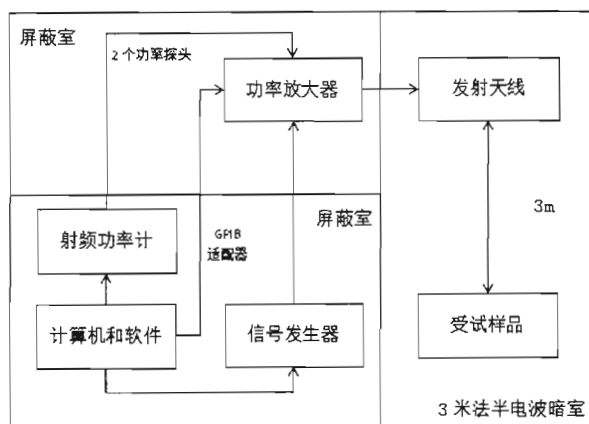 屏蔽室
2个功率探头
功率放大器
发射天线
3m
屏蔽室
GPIB
适配器
射频功率计
计算机和软件
信号发生器
受试样品
3米法半电波暗室